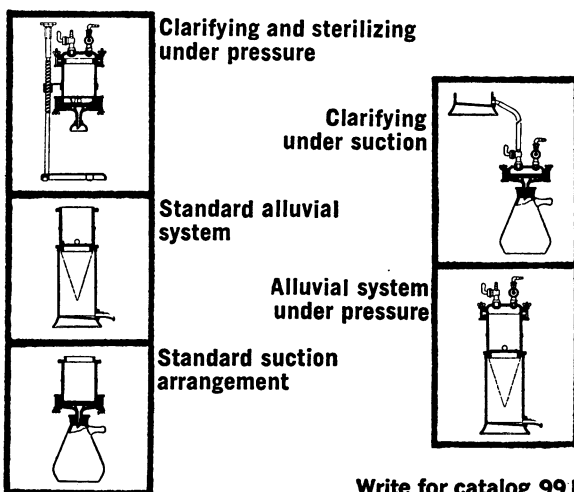 Clarifying and sterilizing
under pressure
Clarifying
under suction
Standard alluvial
system
Alluvial system
under pressure
Standard suction
arrangement
Write for catalog